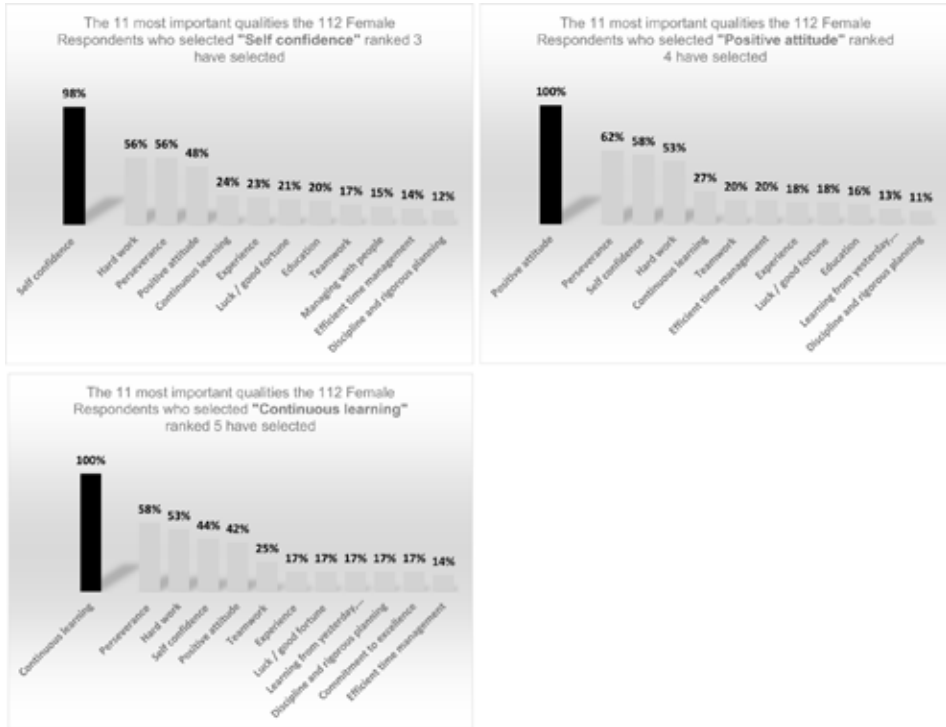 The 11 most important qualities the 112 Female
Respondents who selected "Self confidence" ranked 3
have selected
98%
56%
56%
48%
24%
23%
21%
20%
17%
15%
14%
12%
Self confidence
Hard work
Perseverance
Positive attitude
Continuous learning
Experience
Luck / good fortune
Education
Teamwork
Managing with people
Efficient time management
Discipline and rigorous planning
The 11 most important qualities the 112 Female
Respondents who selected "Positive attitude" ranked
4 have selected
100%
62%
58%
53%
27%
20%
20%
18%
18%
16%
13%
11%
Positive attitude
Perseverance
Self confidence
Hard work
Continuous learning
Teamwork
Efficient time management
Experience
Luck / good fortune
Education
Learning from yesterday,...
Discipline and rigorous planning
The 11 most important qualities the 112 Female
Respondents who selected "Continuous learning"
ranked 5 have selected
100%
58%
53%
44%
42%
25%
17%
17%
17%
17%
17%
14%
Continuous learning
Perseverance
Hard work
Self confidence
Positive attitude
Teamwork
Experience
Luck / good fortune
Learning from yesterday,...
Discipline and rigorous planning
Commitment to excellence
Efficient time management